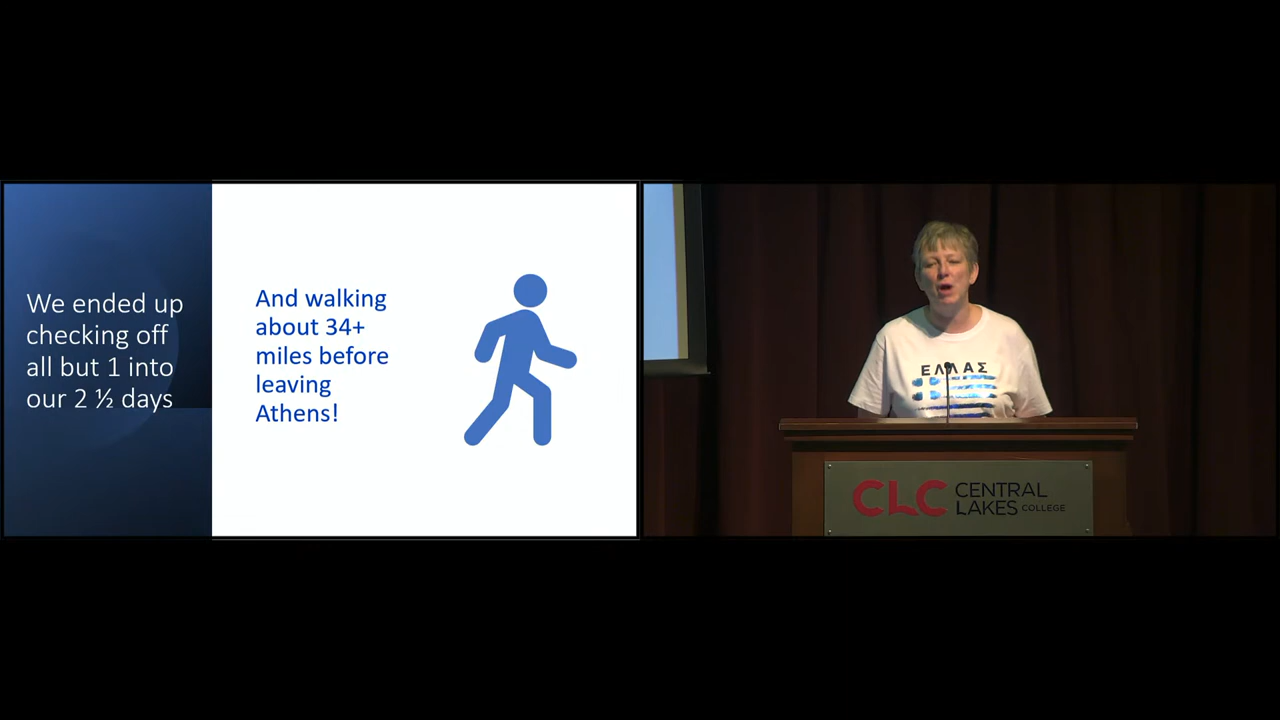 We ended up
checking off
all but 1 into
our 2 ½ days
And walking
about 34+
miles before
leaving
Athens!
ΕΛΛΑΣ
CLC CENTRAL
LAKES COLLEGE